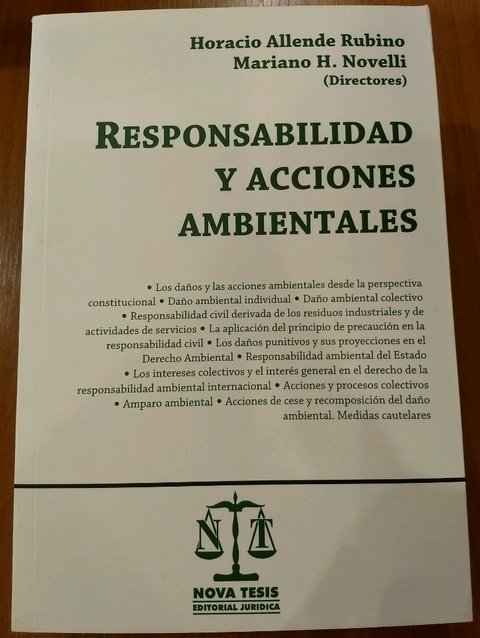 Horacio Allende Rubino
Mariano H. Novelli
(Directores)
RESPONSABILIDAD
Y ACCIONES
AMBIENTALES
• Los daños y las acciones ambientales desde la perspectiva
constitucional • Daño ambiental individual • Daño ambiental colectivo
• Responsabilidad civil derivada de los residuos industriales y de
actividades de servicios • La aplicación del principio de precaución en la
responsabilidad civil • Los daños punitivos y sus proyecciones en el
Derecho Ambiental • Responsabilidad ambiental del Estado
• Los intereses colectivos y el interés general en el derecho de la
responsabilidad ambiental internacional • Acciones y procesos colectivos
• Amparo ambiental • Acciones de cese y recomposición del daño
ambiental. Medidas cautelares
N T
NOVA TESIS
EDITORIAL JURIDICA